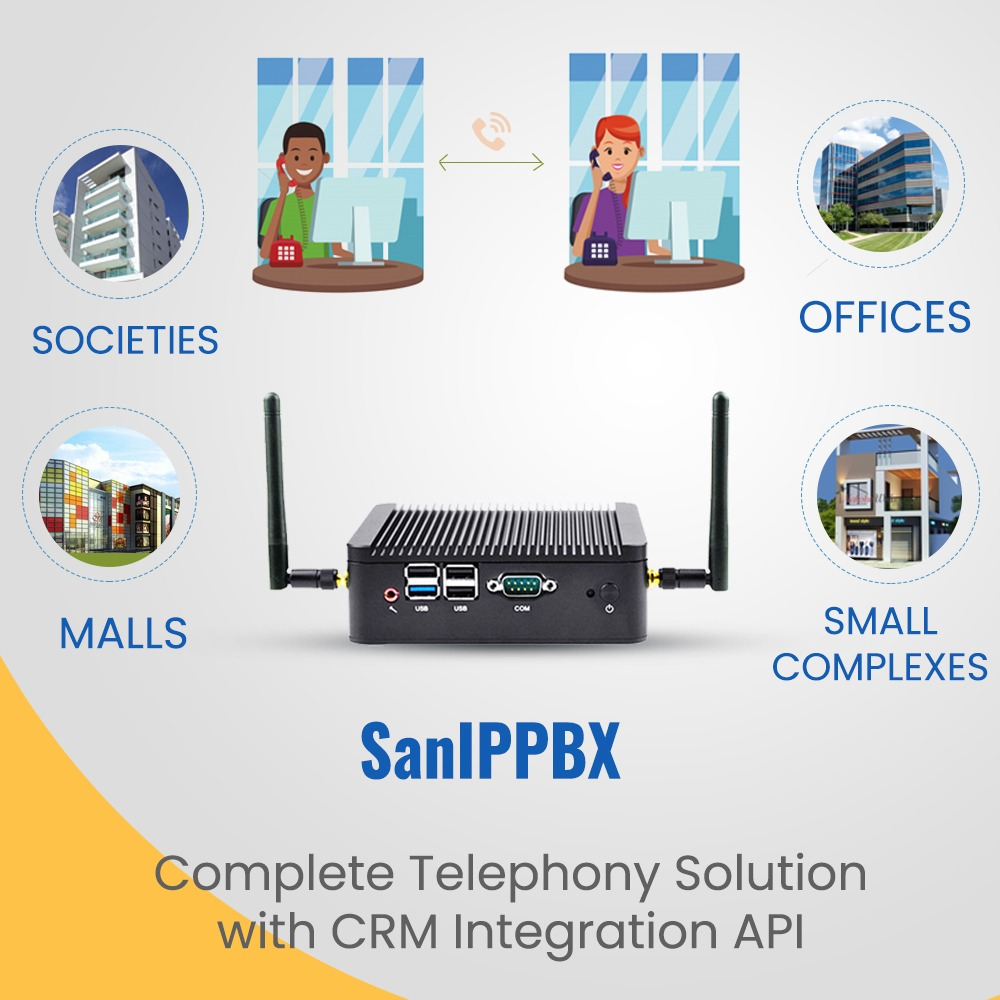 SOCIETIES
OFFICES
MALLS
SMALL
COMPLEXES
USB
USB
COM
SanIPPBX
Complete Telephony Solution
with CRM Integration API